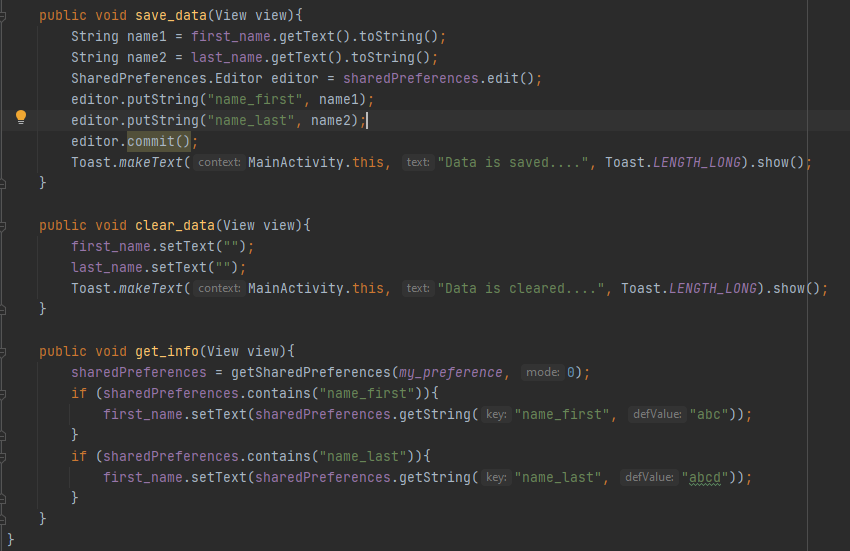 public void save_data(View view){
String name1 = first_name.getText().toString();
String name2 = last_name.getText().toString();
SharedPreferences.Editor editor = sharedPreferences.edit();
editor.putString("name_first", name1);
editor.putString("name_last", name2);
editor.commit();
Toast.makeText( context: MainActivity.this, text: "Data is saved....", Toast.LENGTH_LONG).show();
}
public void clear_data(View view){
first_name.setText("");
last_name.setText("");
Toast.makeText( context: MainActivity.this, text: "Data is cleared....", Toast.LENGTH_LONG).show();
}
public void get_info(View view){
sharedPreferences = getSharedPreferences(my_preference, mode: 0);
if (sharedPreferences.contains("name_first")){
first_name.setText(sharedPreferences.getString( key: "name_first", defValue: "abc"));
}
if (sharedPreferences.contains("name_last")){
first_name.setText(sharedPreferences.getString( key: "name_last", defValue: "abcd"));
}
}
}